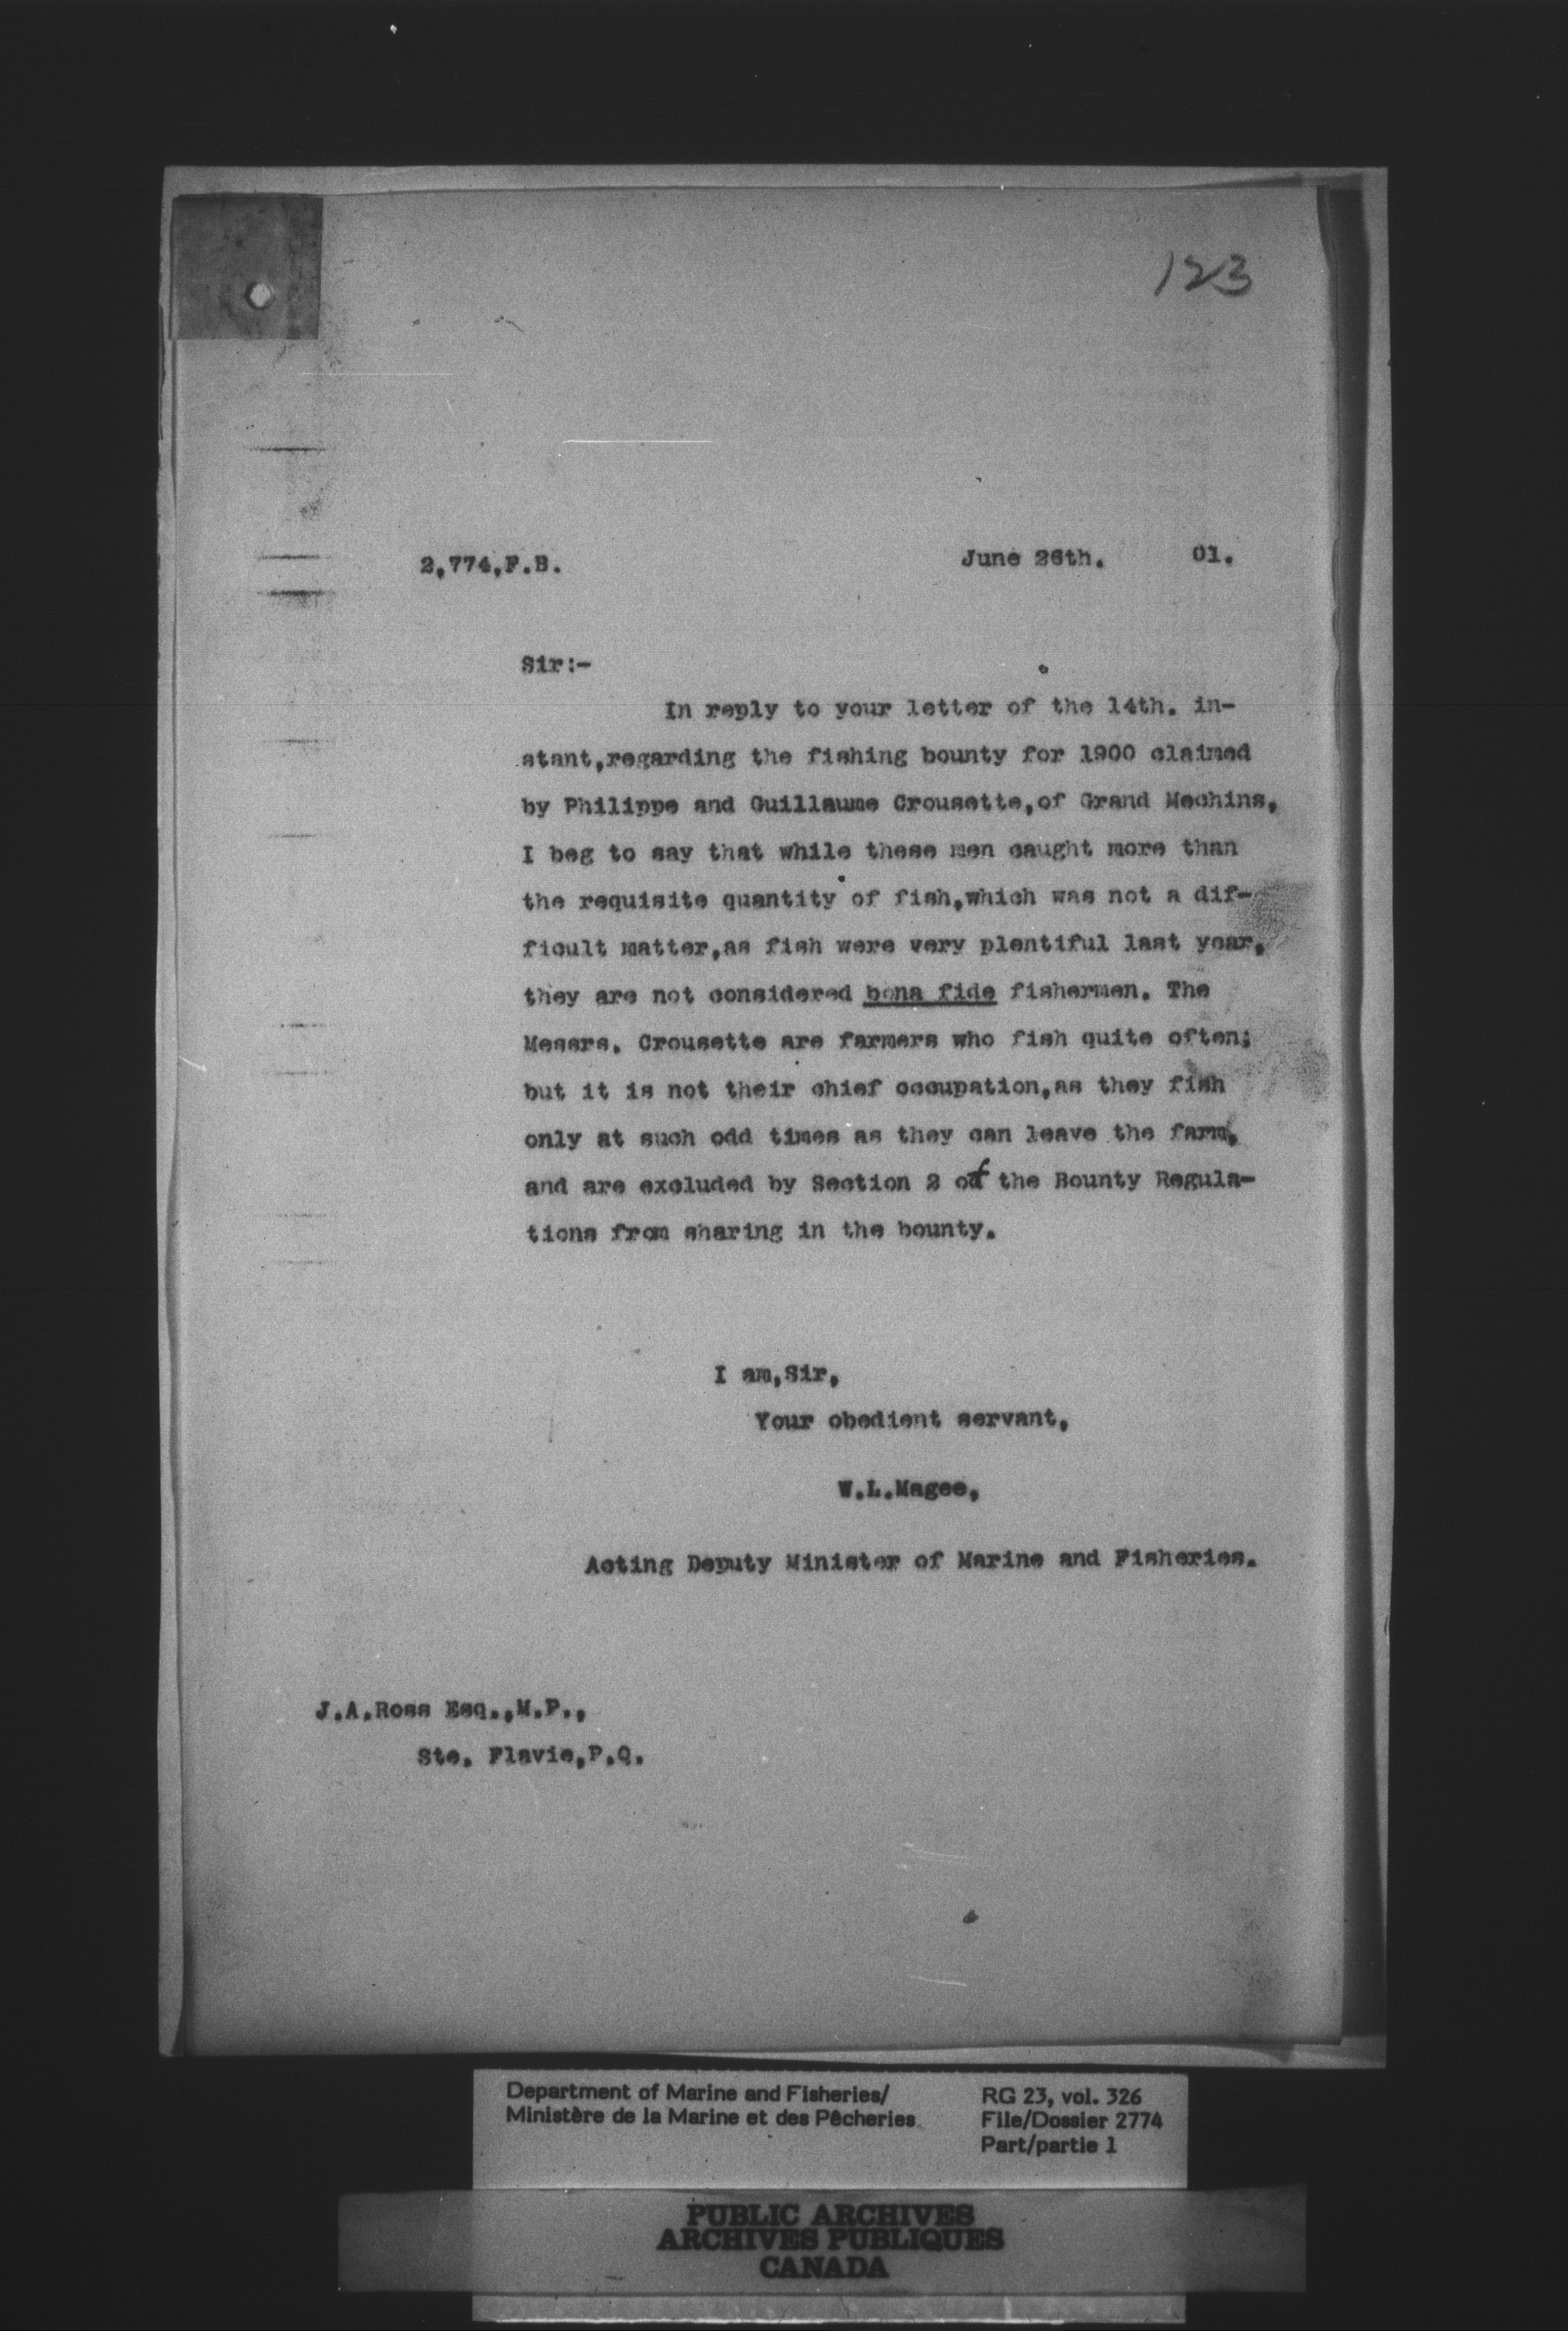 123
2,774,F.B. June 26th. 01.
Sir:-
In reply to your letter of the 14th. in-
stant,regarding the fishing bounty for 1900 claimed
by Philippe and Guillaume Crousette,of Grand Mechins,
I beg to say that while these men caught more than
the requisite quantity of fish,which was not a dif-
ficult matter,as fish were very plentiful last year,
they are not considered bona fide fishermen. The
Messrs. Crousette are farmers who fish quite often;
but it is not their chief occupation,as they fish
only at such odd times as they can leave the farm,
and are excluded by Section 2 of the Bounty Regula-
tions from sharing in the bounty.
I am,Sir,
Your obedient servant,
W.L.Magee,
Acting Deputy Minister of Marine and Fisheries.
J.A.Ross Esq.,M.P.,
Ste. Flavie,P.Q.
Department of Marine and Fisheries/
Ministère de la Marine et des Pêcheries
RG 23, vol. 326
File/Dossier 2774
Part/partie 1
PUBLIC ARCHIVES
ARCHIVES PUBLIQUES
CANADA